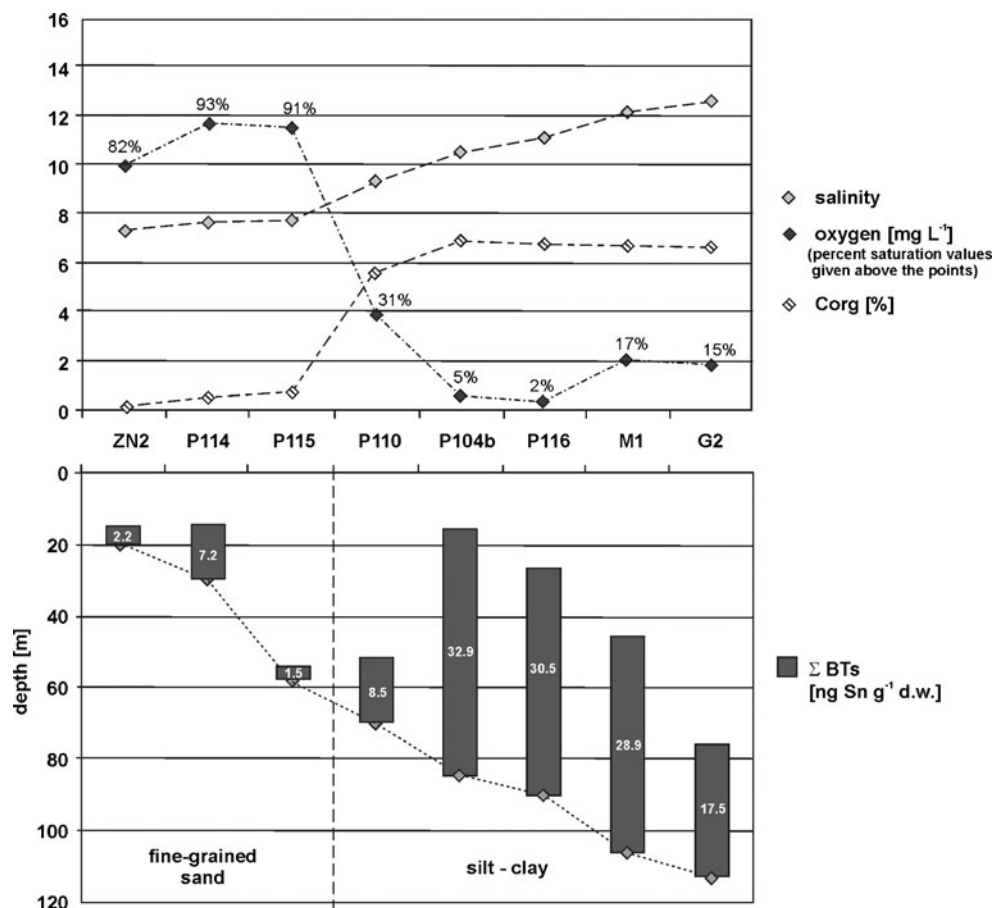 16
14
12
10
8
6
4
2
0
82%
93%
91%
31%
5%
2%
17%
15%
salinity
oxygen [mg L⁻¹]
(percent saturation values
given above the points)
Corg [%]
ZN2 P114 P115 P110 P104b P116 M1 G2
depth [m]
0
20
40
60
80
100
120
2.2
7.2
1.5
8.5
32.9
30.5
28.9
17.5
fine-grained
sand
silt - clay
Σ BTs
[ng Sn g⁻¹ d.w.]